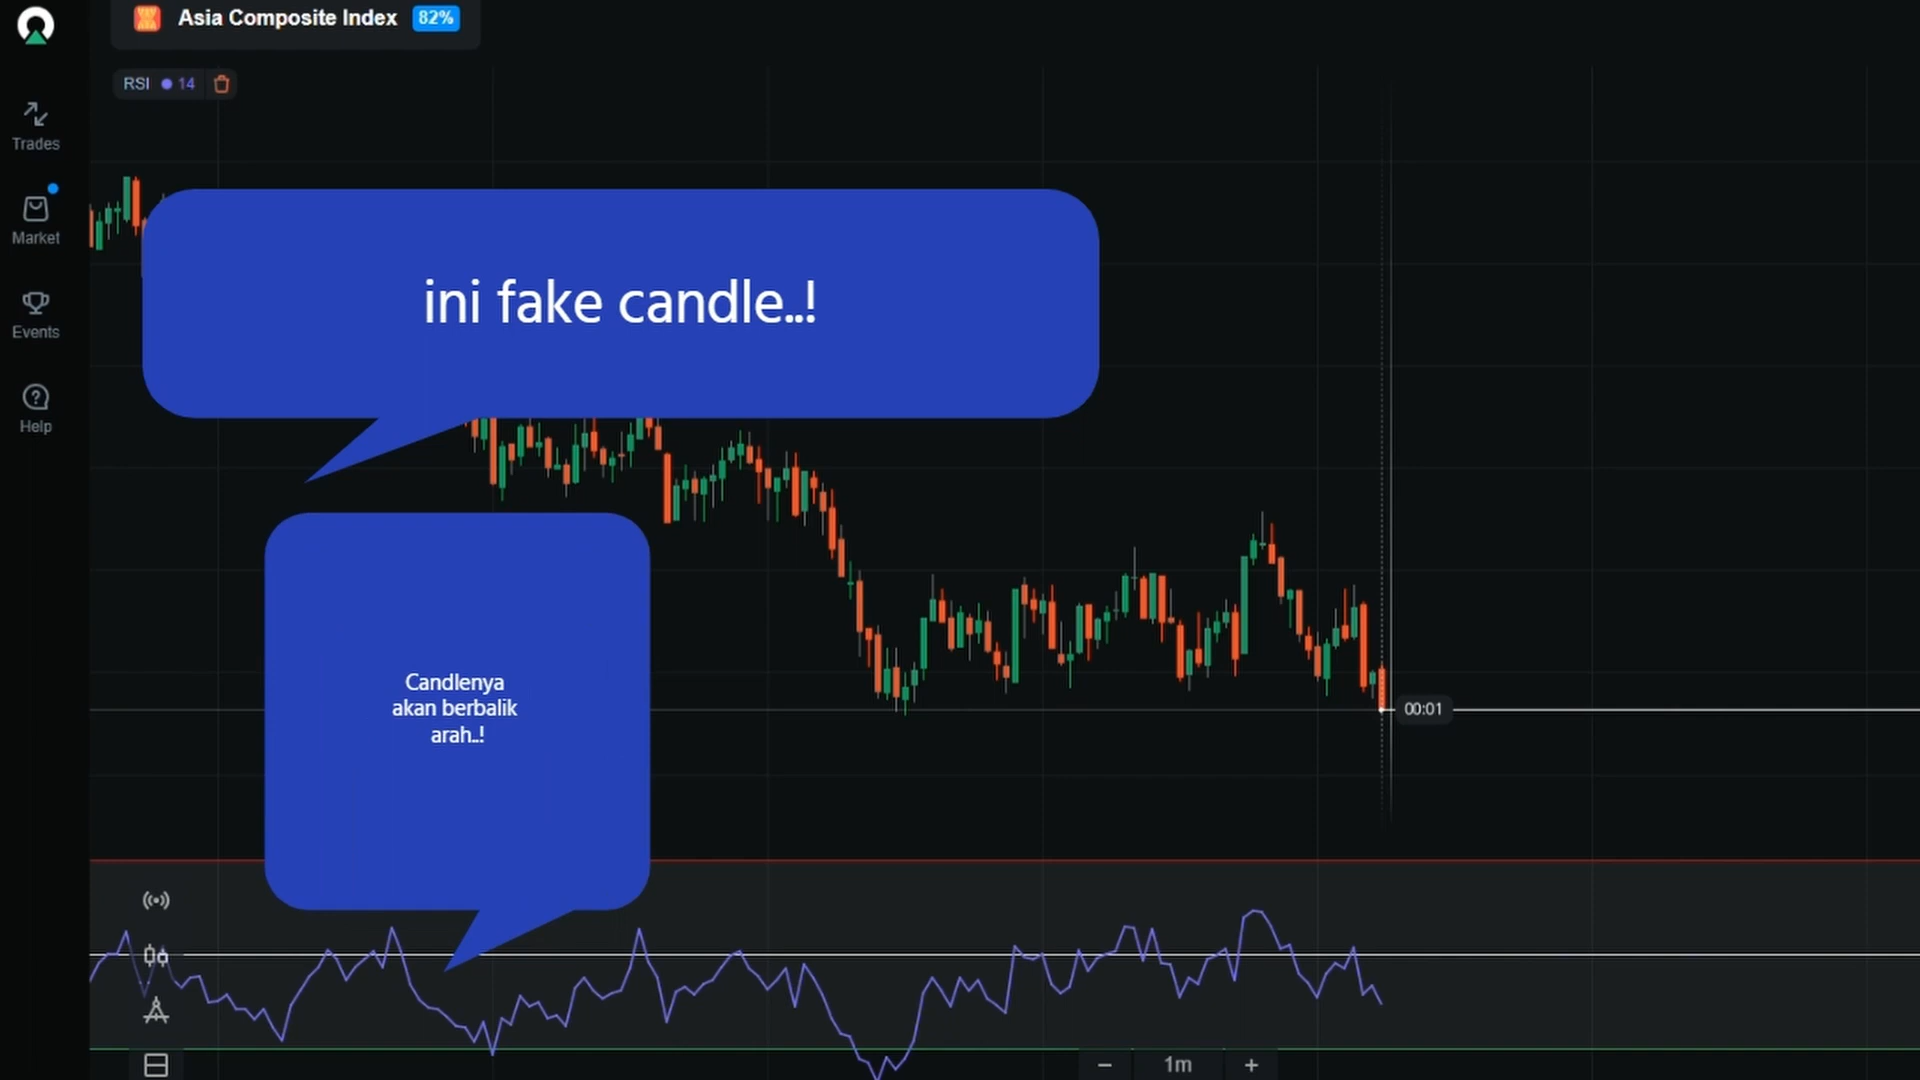 Asia Composite Index 82%
RSI 14
Trades
Market
Events
Help
ini fake candle..!
Candlenya
akan berbalik
arah..!
00:01
1m